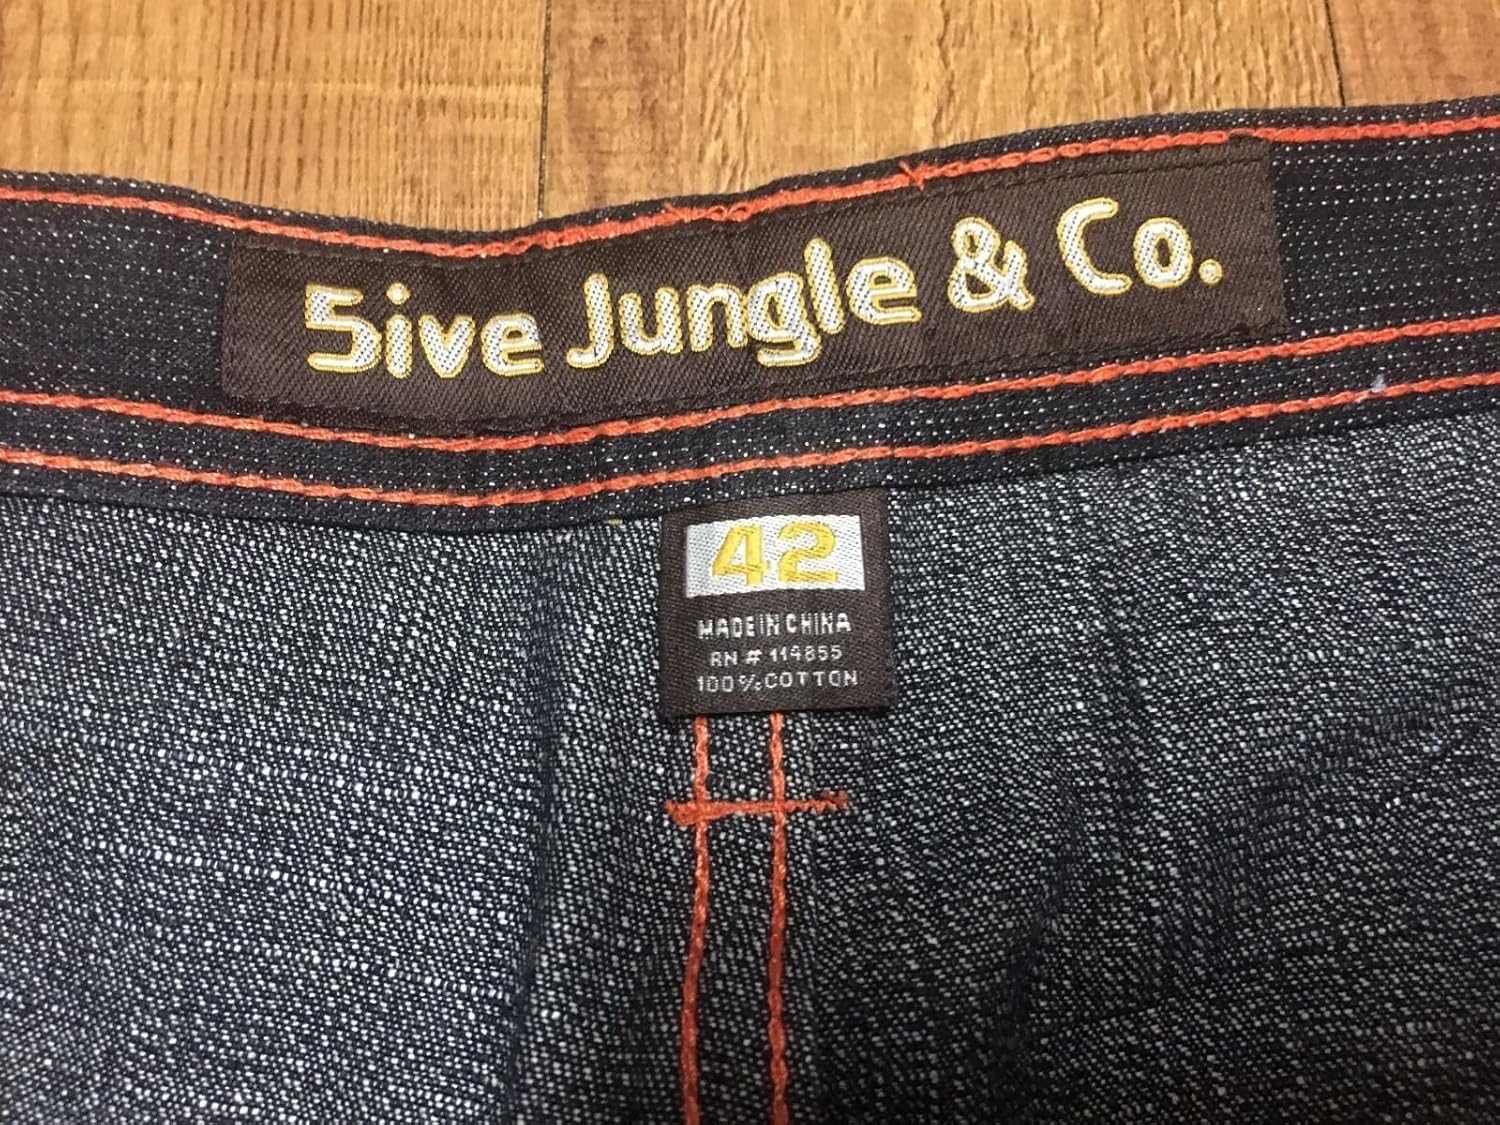 5ive Jungle & Co.
42
MADE IN CHINA
RN # 114855
100% COTTON